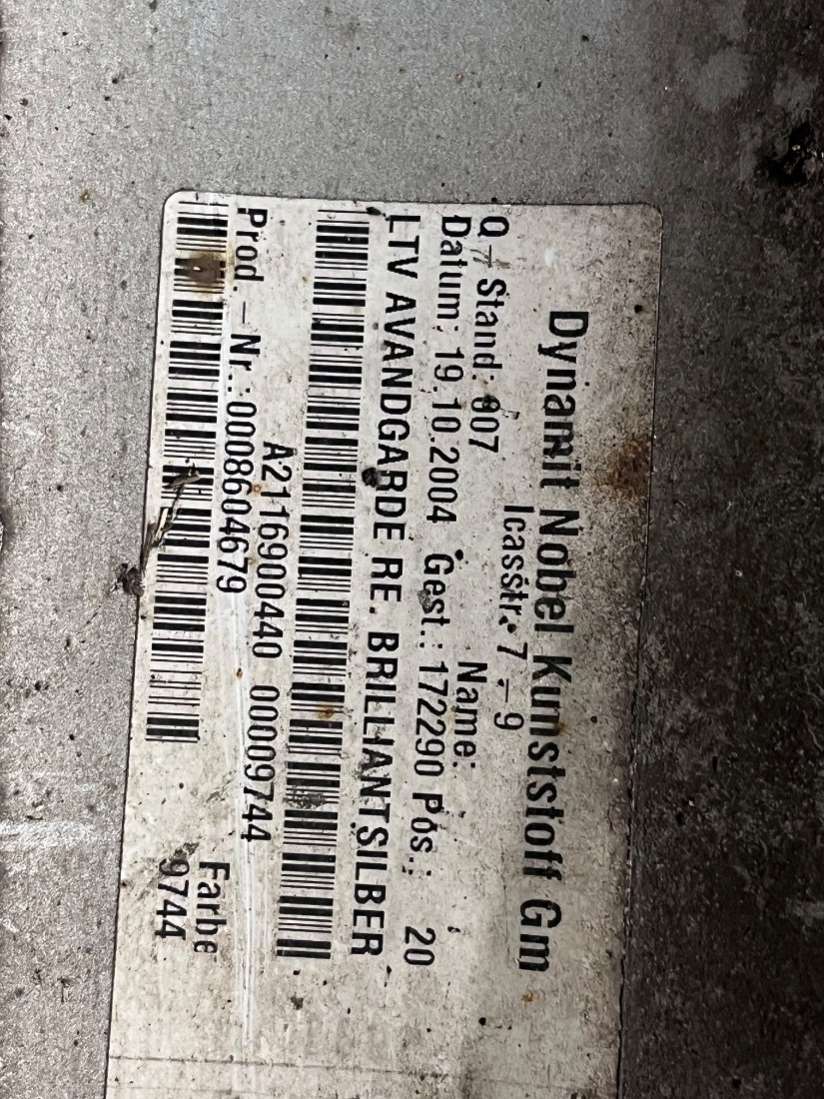 Dynamit Nobel Kunststoff Gm
Icasstr. 7 - 9
Q-# Stand: 007 Name:
Datum: 19.10.2004 Gest.: 172290 Pos.: 20
LTV AVANDGARDE RE. BRILLIANTSILBER
A2116900440 00009744
Prod. - Nr.: 0008604679
Farbe
9744